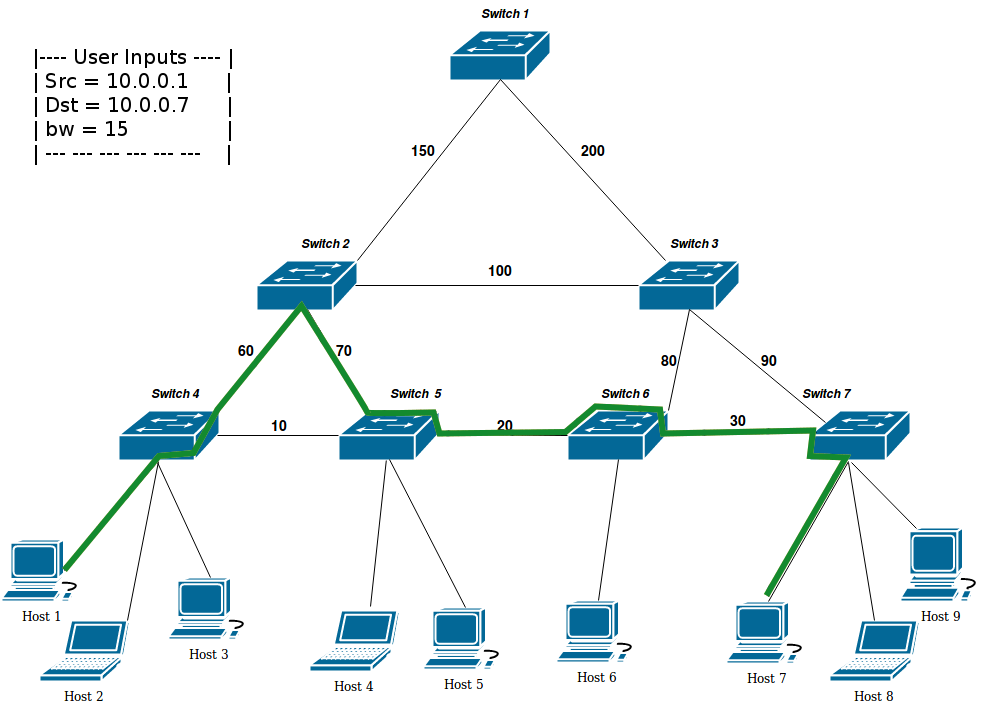 Switch 1
|---- User Inputs ---- |
| Src = 10.0.0.1 |
| Dst = 10.0.0.7 |
| bw = 15 |
|--- --- --- --- --- --- |
150
200
Switch 2
Switch 3
100
60
70
80
90
Switch 4
Switch 5
Switch 6
Switch 7
10
20
30
Host 1
Host 2
Host 3
Host 4
Host 5
Host 6
Host 7
Host 8
Host 9